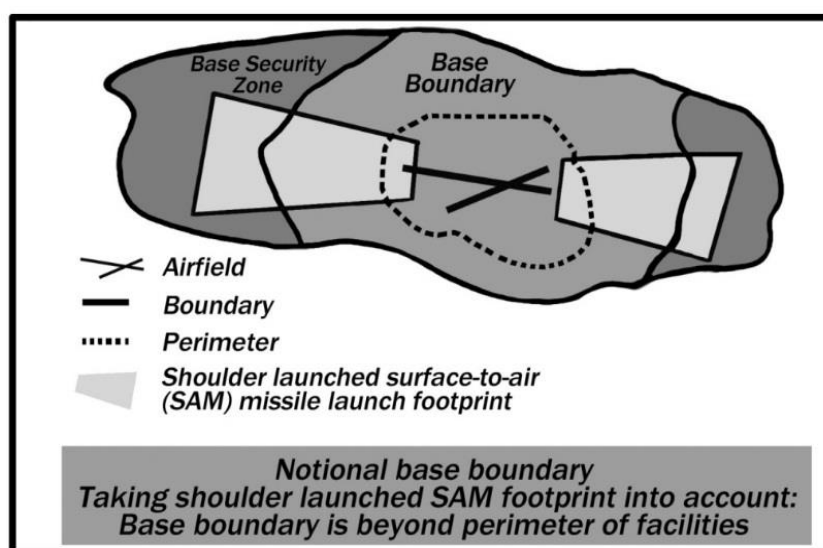 Base Security
Zone
Base
Boundary
Airfield
Boundary
Perimeter
Shoulder launched surface-to-air
(SAM) missile launch footprint
Notional base boundary
Taking shoulder launched SAM footprint into account:
Base boundary is beyond perimeter of facilities